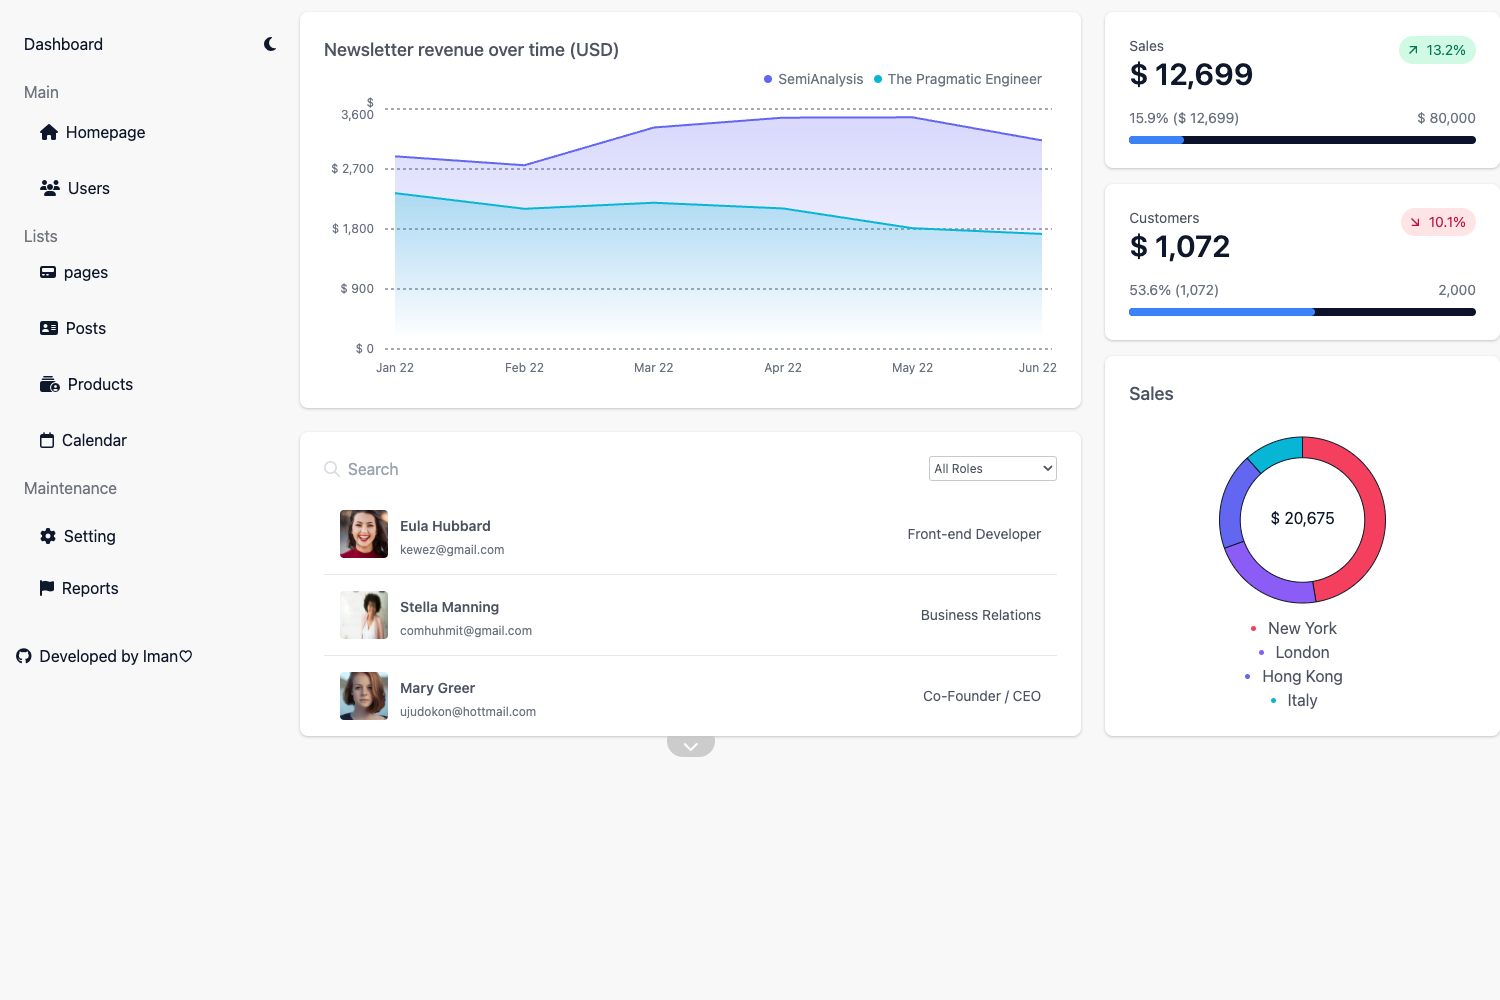 Dashboard
Main
Homepage
Users
Lists
pages
Posts
Products
Calendar
Maintenance
Setting
Reports
Developed by Iman♡
Newsletter revenue over time (USD)
SemiAnalysis
The Pragmatic Engineer
$
3,600
$ 2,700
$ 1,800
$ 900
$ 0
Jan 22
Feb 22
Mar 22
Apr 22
May 22
Jun 22
Search
All Roles
Eula Hubbard
kewez@gmail.com
Front-end Developer
Stella Manning
comhuhmit@gmail.com
Business Relations
Mary Greer
ujudokon@hottmail.com
Co-Founder / CEO
Sales
13.2%
$ 12,699
15.9% ($ 12,699)
$ 80,000
Customers
10.1%
$ 1,072
53.6% (1,072)
2,000
Sales
$ 20,675
New York
London
Hong Kong
Italy